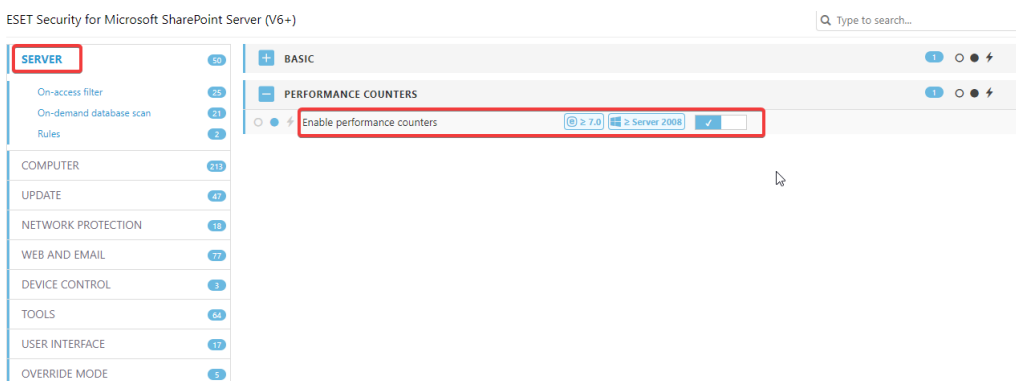 ESET Security for Microsoft SharePoint Server (V6+)
Type to search...
SERVER 50
On-access filter 25
On-demand database scan 21
Rules 2
COMPUTER 213
UPDATE 47
NETWORK PROTECTION 18
WEB AND EMAIL 77
DEVICE CONTROL 3
TOOLS 64
USER INTERFACE 17
OVERRIDE MODE 5
BASIC 1
PERFORMANCE COUNTERS 1
Enable performance counters ≥ 7.0 ≥ Server 2008